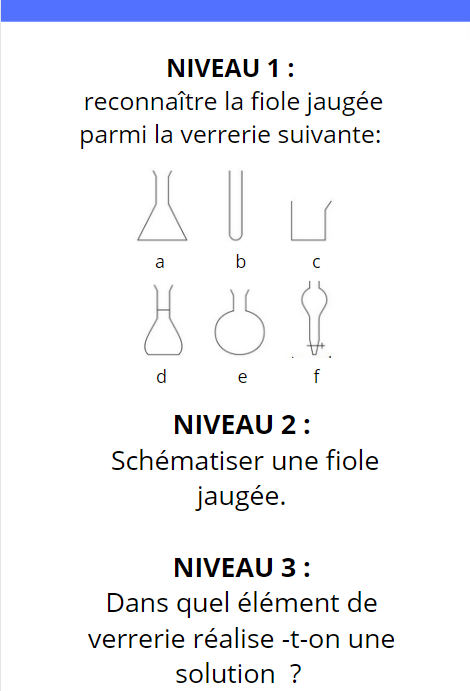 NIVEAU 1 :
reconnaître la fiole jaugée
parmi la verrerie suivante:
a b c
d e f
NIVEAU 2 :
Schématiser une fiole
jaugée.
NIVEAU 3 :
Dans quel élément de
verrerie réalise -t-on une
solution ?